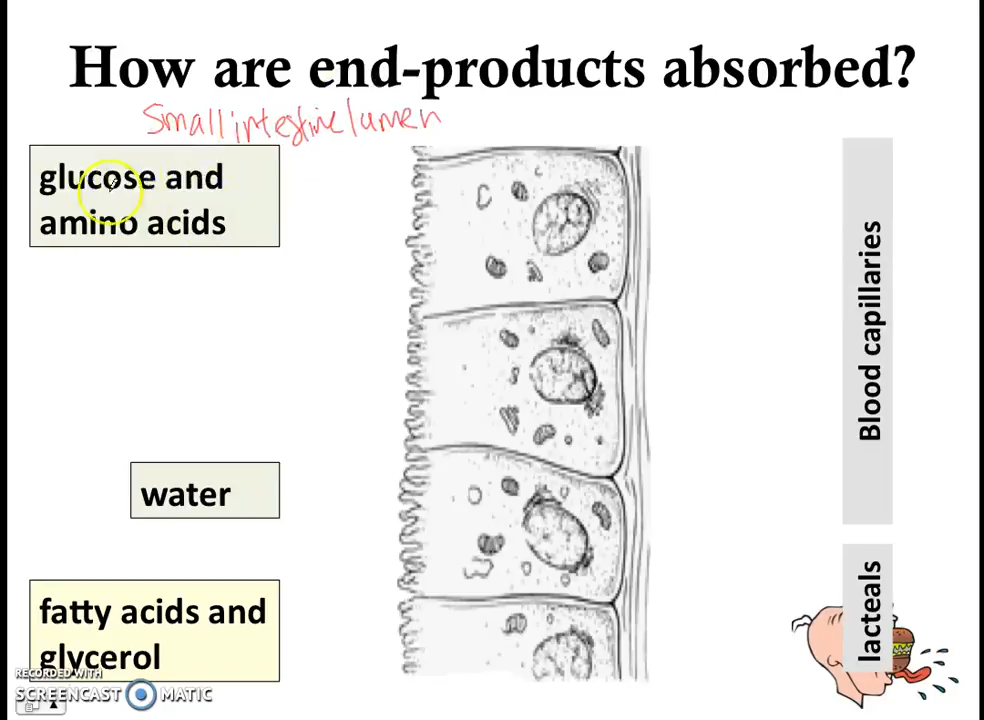 How are end-products absorbed?
Small intestine lumen
glucose and
amino acids
water
fatty acids and
glycerol
Blood capillaries
lacteals
RECORDED WITH
SCREENCAST MATIC